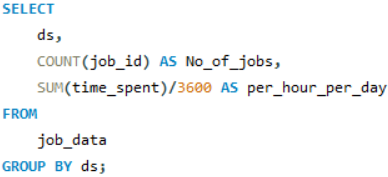 SELECT
    ds,
    COUNT(job_id) AS No_of_jobs,
    SUM(time_spent)/3600 AS per_hour_per_day
FROM
    job_data
GROUP BY ds;